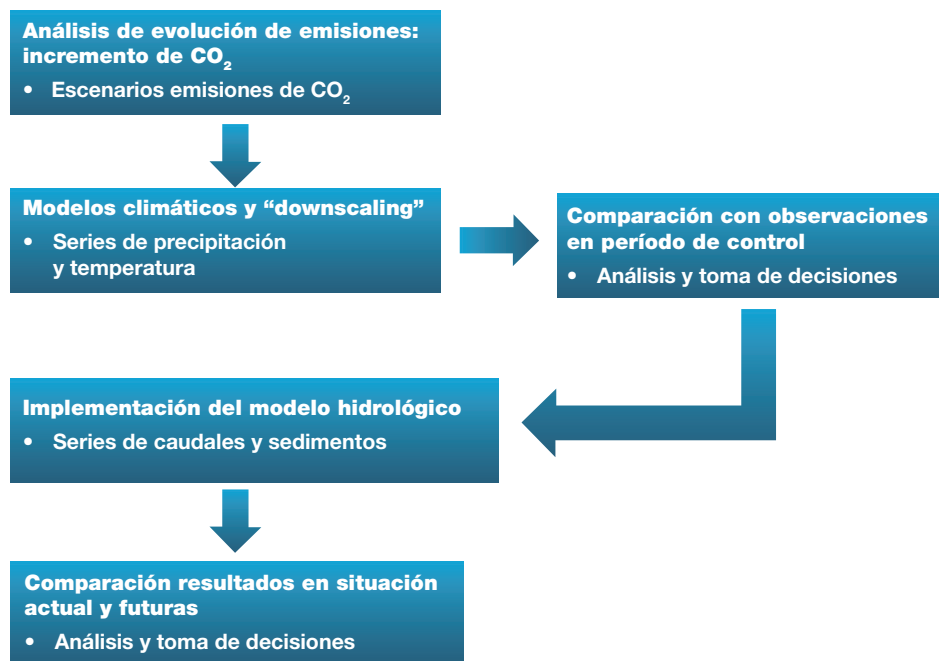 Análisis de evolución de emisiones:
incremento de CO₂
• Escenarios emisiones de CO₂
Modelos climáticos y “downscaling”
• Series de precipitación
y temperatura
Comparación con observaciones
en período de control
• Análisis y toma de decisiones
Implementación del modelo hidrológico
• Series de caudales y sedimentos
Comparación resultados en situación
actual y futuras
• Análisis y toma de decisiones